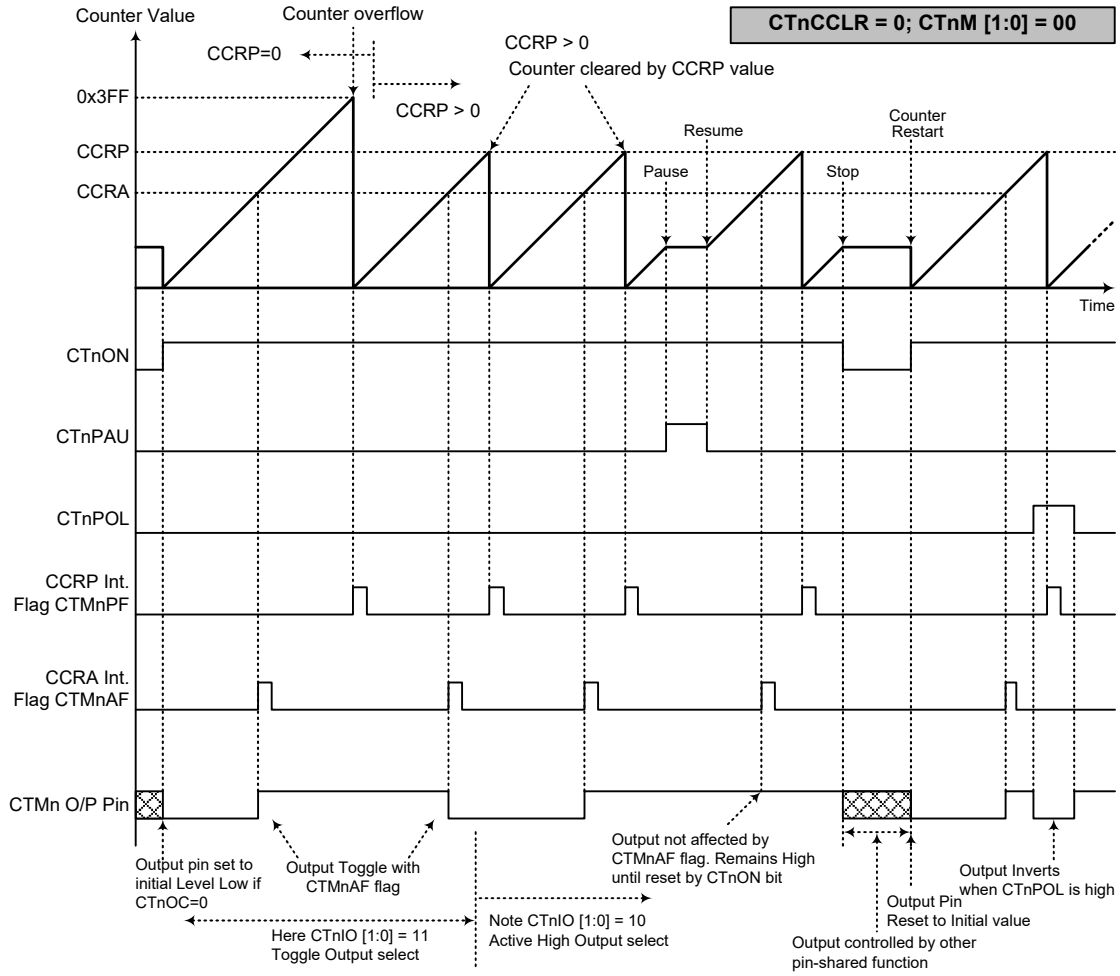 Counter Value
Counter overflow
CTnCCLR = 0; CTnM [1:0] = 00
CCRP=0
CCRP > 0
CCRP > 0
Counter cleared by CCRP value
0x3FF
CCRP
CCRA
Pause
Resume
Stop
Counter
Restart
Time
CTnON
CTnPAU
CTnPOL
CCRP Int.
Flag CTMnPF
CCRA Int.
Flag CTMnAF
CTMn O/P Pin
Output pin set to
initial Level Low if
CTnOC=0
Output Toggle with
CTMnAF flag
Here CTnIO [1:0] = 11
Toggle Output select
Note CTnIO [1:0] = 10
Active High Output select
Output not affected by
CTMnAF flag. Remains High
until reset by CTnON bit
Output controlled by other
pin-shared function
Output Pin
Reset to Initial value
Output Inverts
when CTnPOL is high